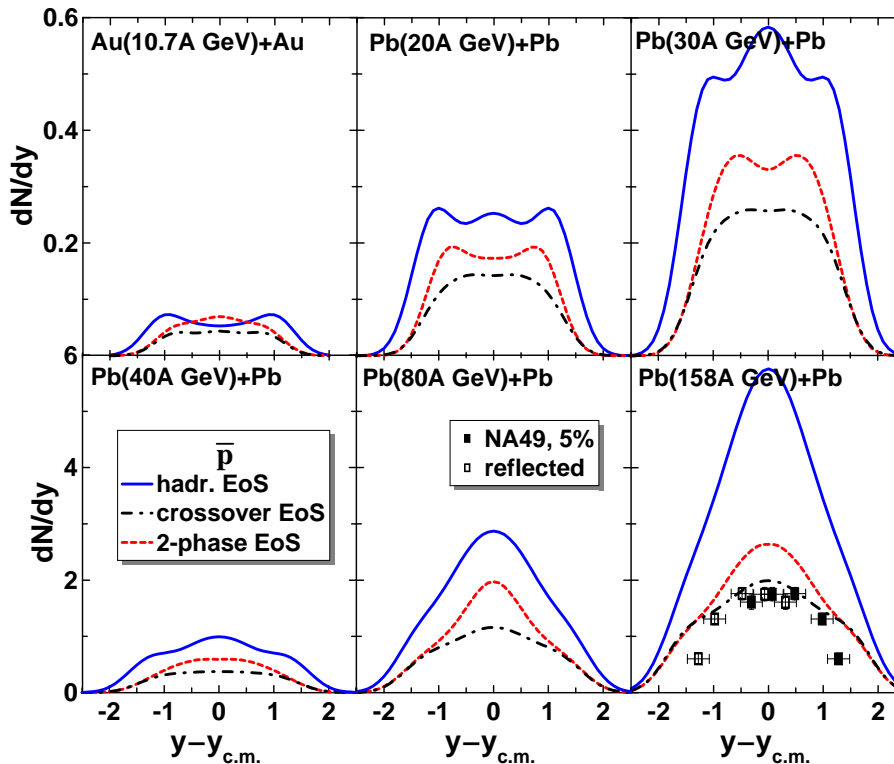 Au(10.7A GeV)+Au
Pb(20A GeV)+Pb
Pb(30A GeV)+Pb
0.6
0.4
0.2
dN/dy
Pb(40A GeV)+Pb
Pb(80A GeV)+Pb
Pb(158A GeV)+Pb
6
4
2
0
dN/dy
p̅
hadr. EoS
crossover EoS
2-phase EoS
NA49, 5%
reflected
-2 -1 0 1 2
-2 -1 0 1 2
-2 -1 0 1 2
y−y c.m.
y−y c.m.
y−y c.m.